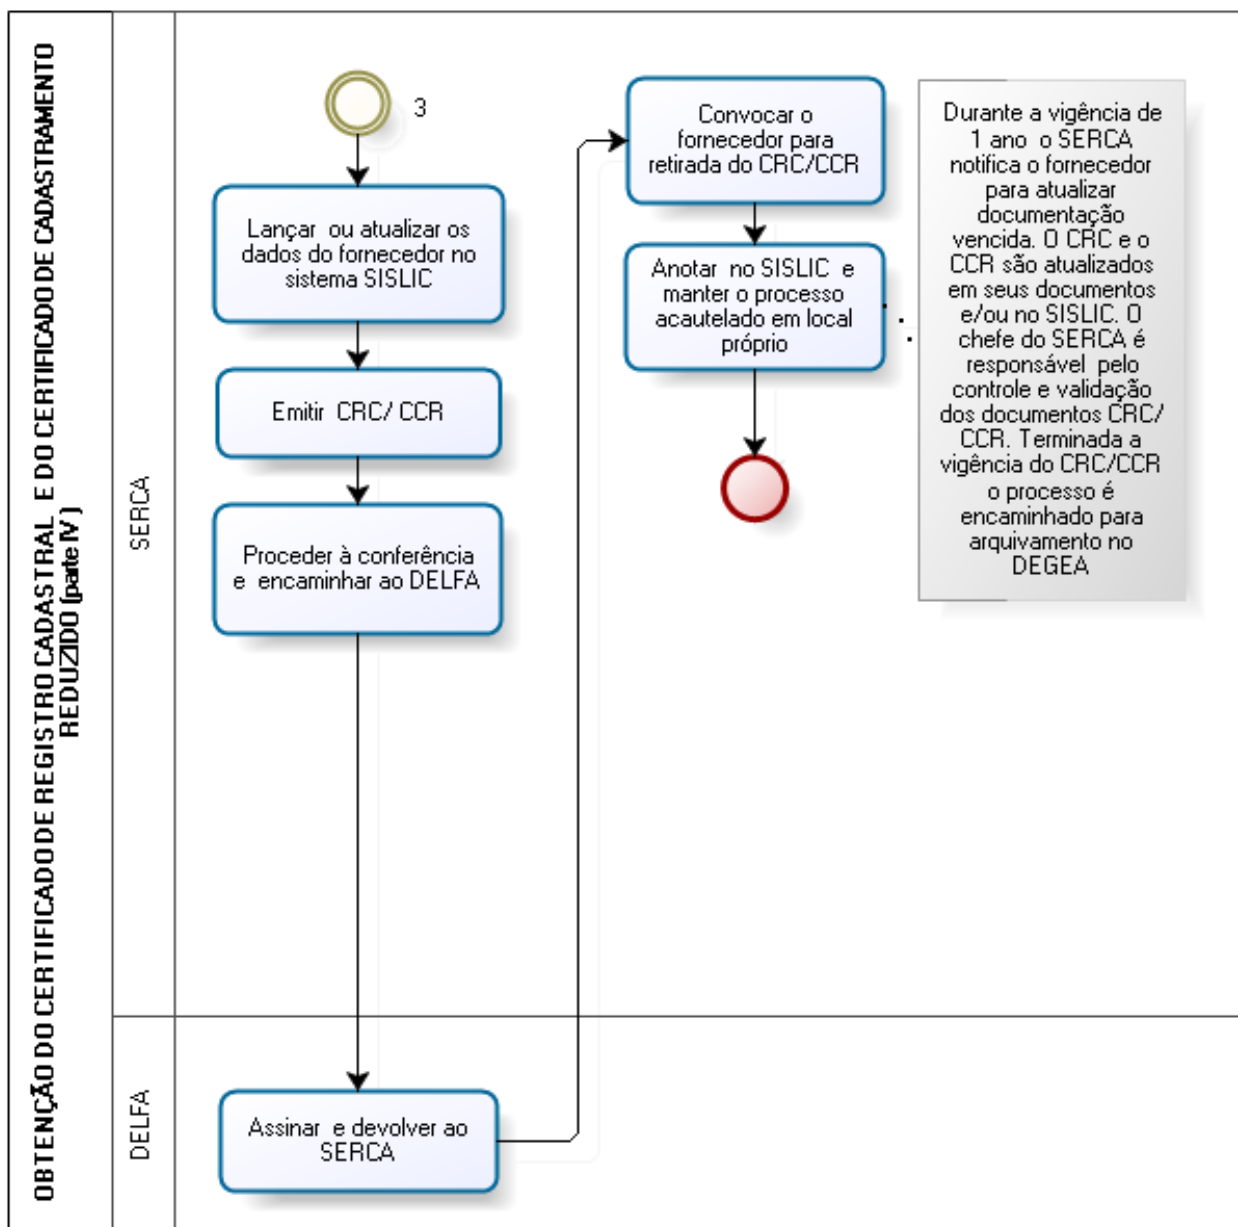 OBTENÇÃO DO CERTIFICADO DE REGISTRO CADASTRAL E DO CERTIFICADO DE CADASTRAMENTO
REDUZIDO (parte IV)
SERCA
3
Lançar ou atualizar os
dados do fornecedor no
sistema SISLIC
Emitir CRC/ CCR
Proceder à conferência
e encaminhar ao DELFA
Convocar o
fornecedor para
retirada do CRC/CCR
Anotar no SISLIC e
manter o processo
acautelado em local
próprio
Durante a vigência de
1 ano o SERCA
notifica o fornecedor
para atualizar
documentação
vencida. O CRC e o
CCR são atualizados
em seus documentos
e/ou no SISLIC. O
chefe do SERCA é
responsável pelo
controle e validação
dos documentos CRC/
CCR. Terminada a
vigência do CRC/CCR
o processo é
encaminhado para
arquivamento no
DEGEA
DELFA
Assinar e devolver ao
SERCA